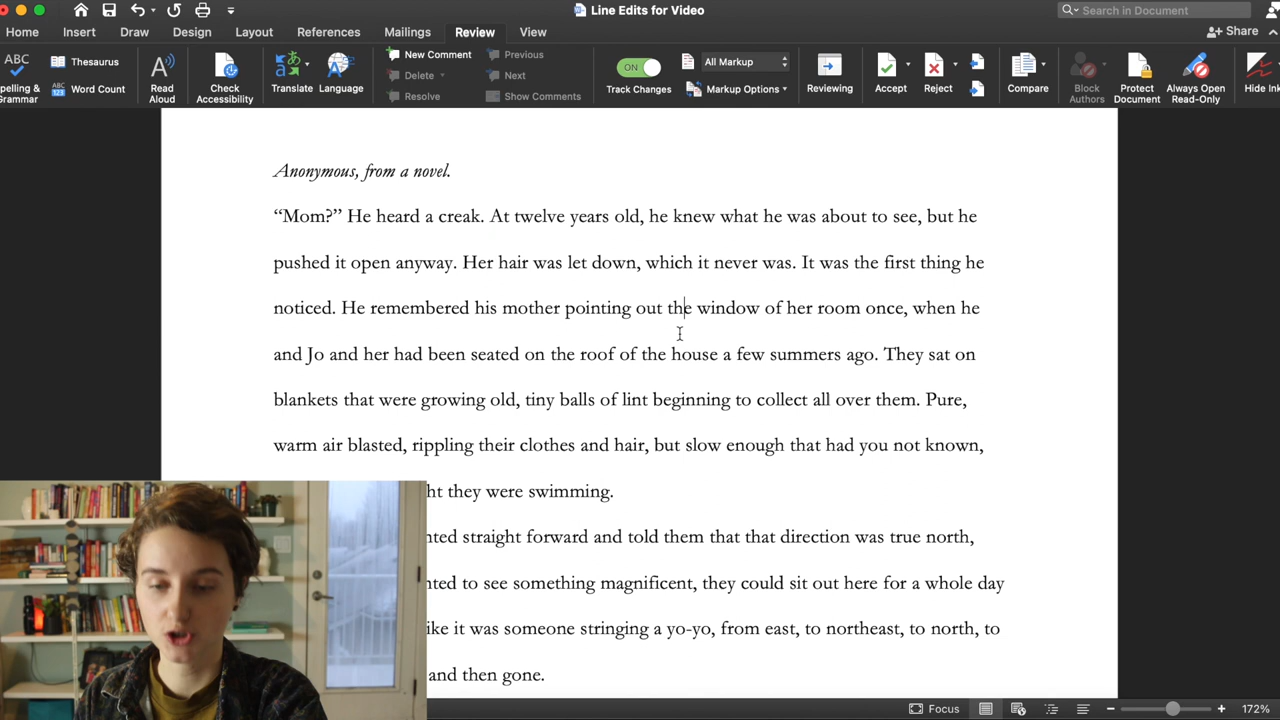 Line Edits for Video
Search in Document
Home Insert Draw Design Layout References Mailings Review View
Share
ABC
Spelling & Grammar
Thesaurus
ABC 123 Word Count
A
Read Aloud
Check Accessibility
Translate
Language
New Comment
Delete
Resolve
Previous
Next
Show Comments
ON
Track Changes
All Markup
Markup Options
Reviewing
Accept
Reject
Compare
Block Authors
Protect Document
Always Open Read-Only
Hide Ink
Anonymous, from a novel.
“Mom?” He heard a creak. At twelve years old, he knew what he was about to see, but he
pushed it open anyway. Her hair was let down, which it never was. It was the first thing he
noticed. He remembered his mother pointing out the window of her room once, when he
and Jo and her had been seated on the roof of the house a few summers ago. They sat on
blankets that were growing old, tiny balls of lint beginning to collect all over them. Pure,
warm air blasted, rippling their clothes and hair, but slow enough that had you not known,
ht they were swimming.
nted straight forward and told them that that direction was true north,
nted to see something magnificent, they could sit out here for a whole day
ike it was someone stringing a yo-yo, from east, to northeast, to north, to
and then gone.
Focus
172%